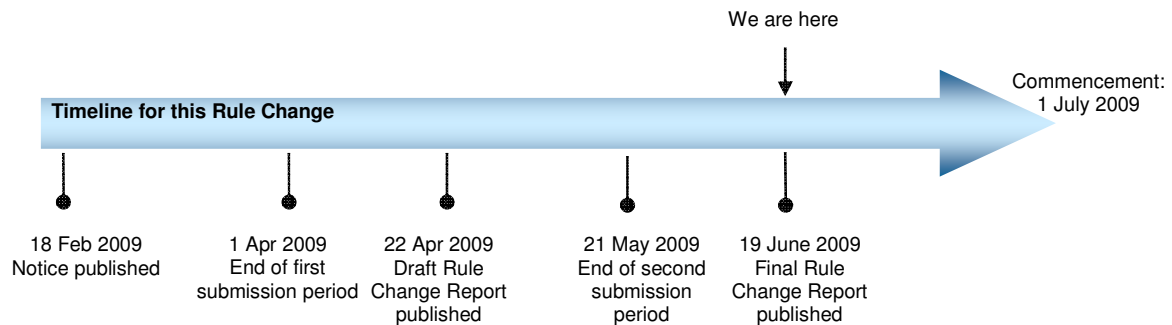 We are here
Commencement:
1 July 2009
Timeline for this Rule Change
18 Feb 2009
Notice published
1 Apr 2009
End of first
submission period
22 Apr 2009
Draft Rule
Change Report
published
21 May 2009
End of second
submission
period
19 June 2009
Final Rule
Change Report
published